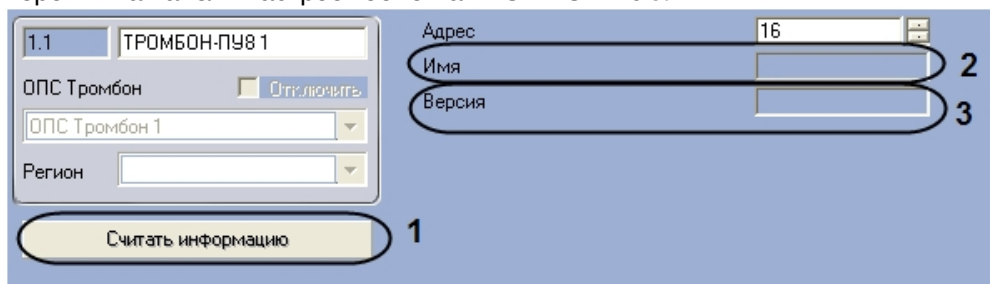 1.1 ТРОМБОН-ПУ8 1
ОПС Тромбон Отключить
ОПС Тромбон 1
Регион
Считать информацию 1
Адрес 16
Имя 2
Версия 3